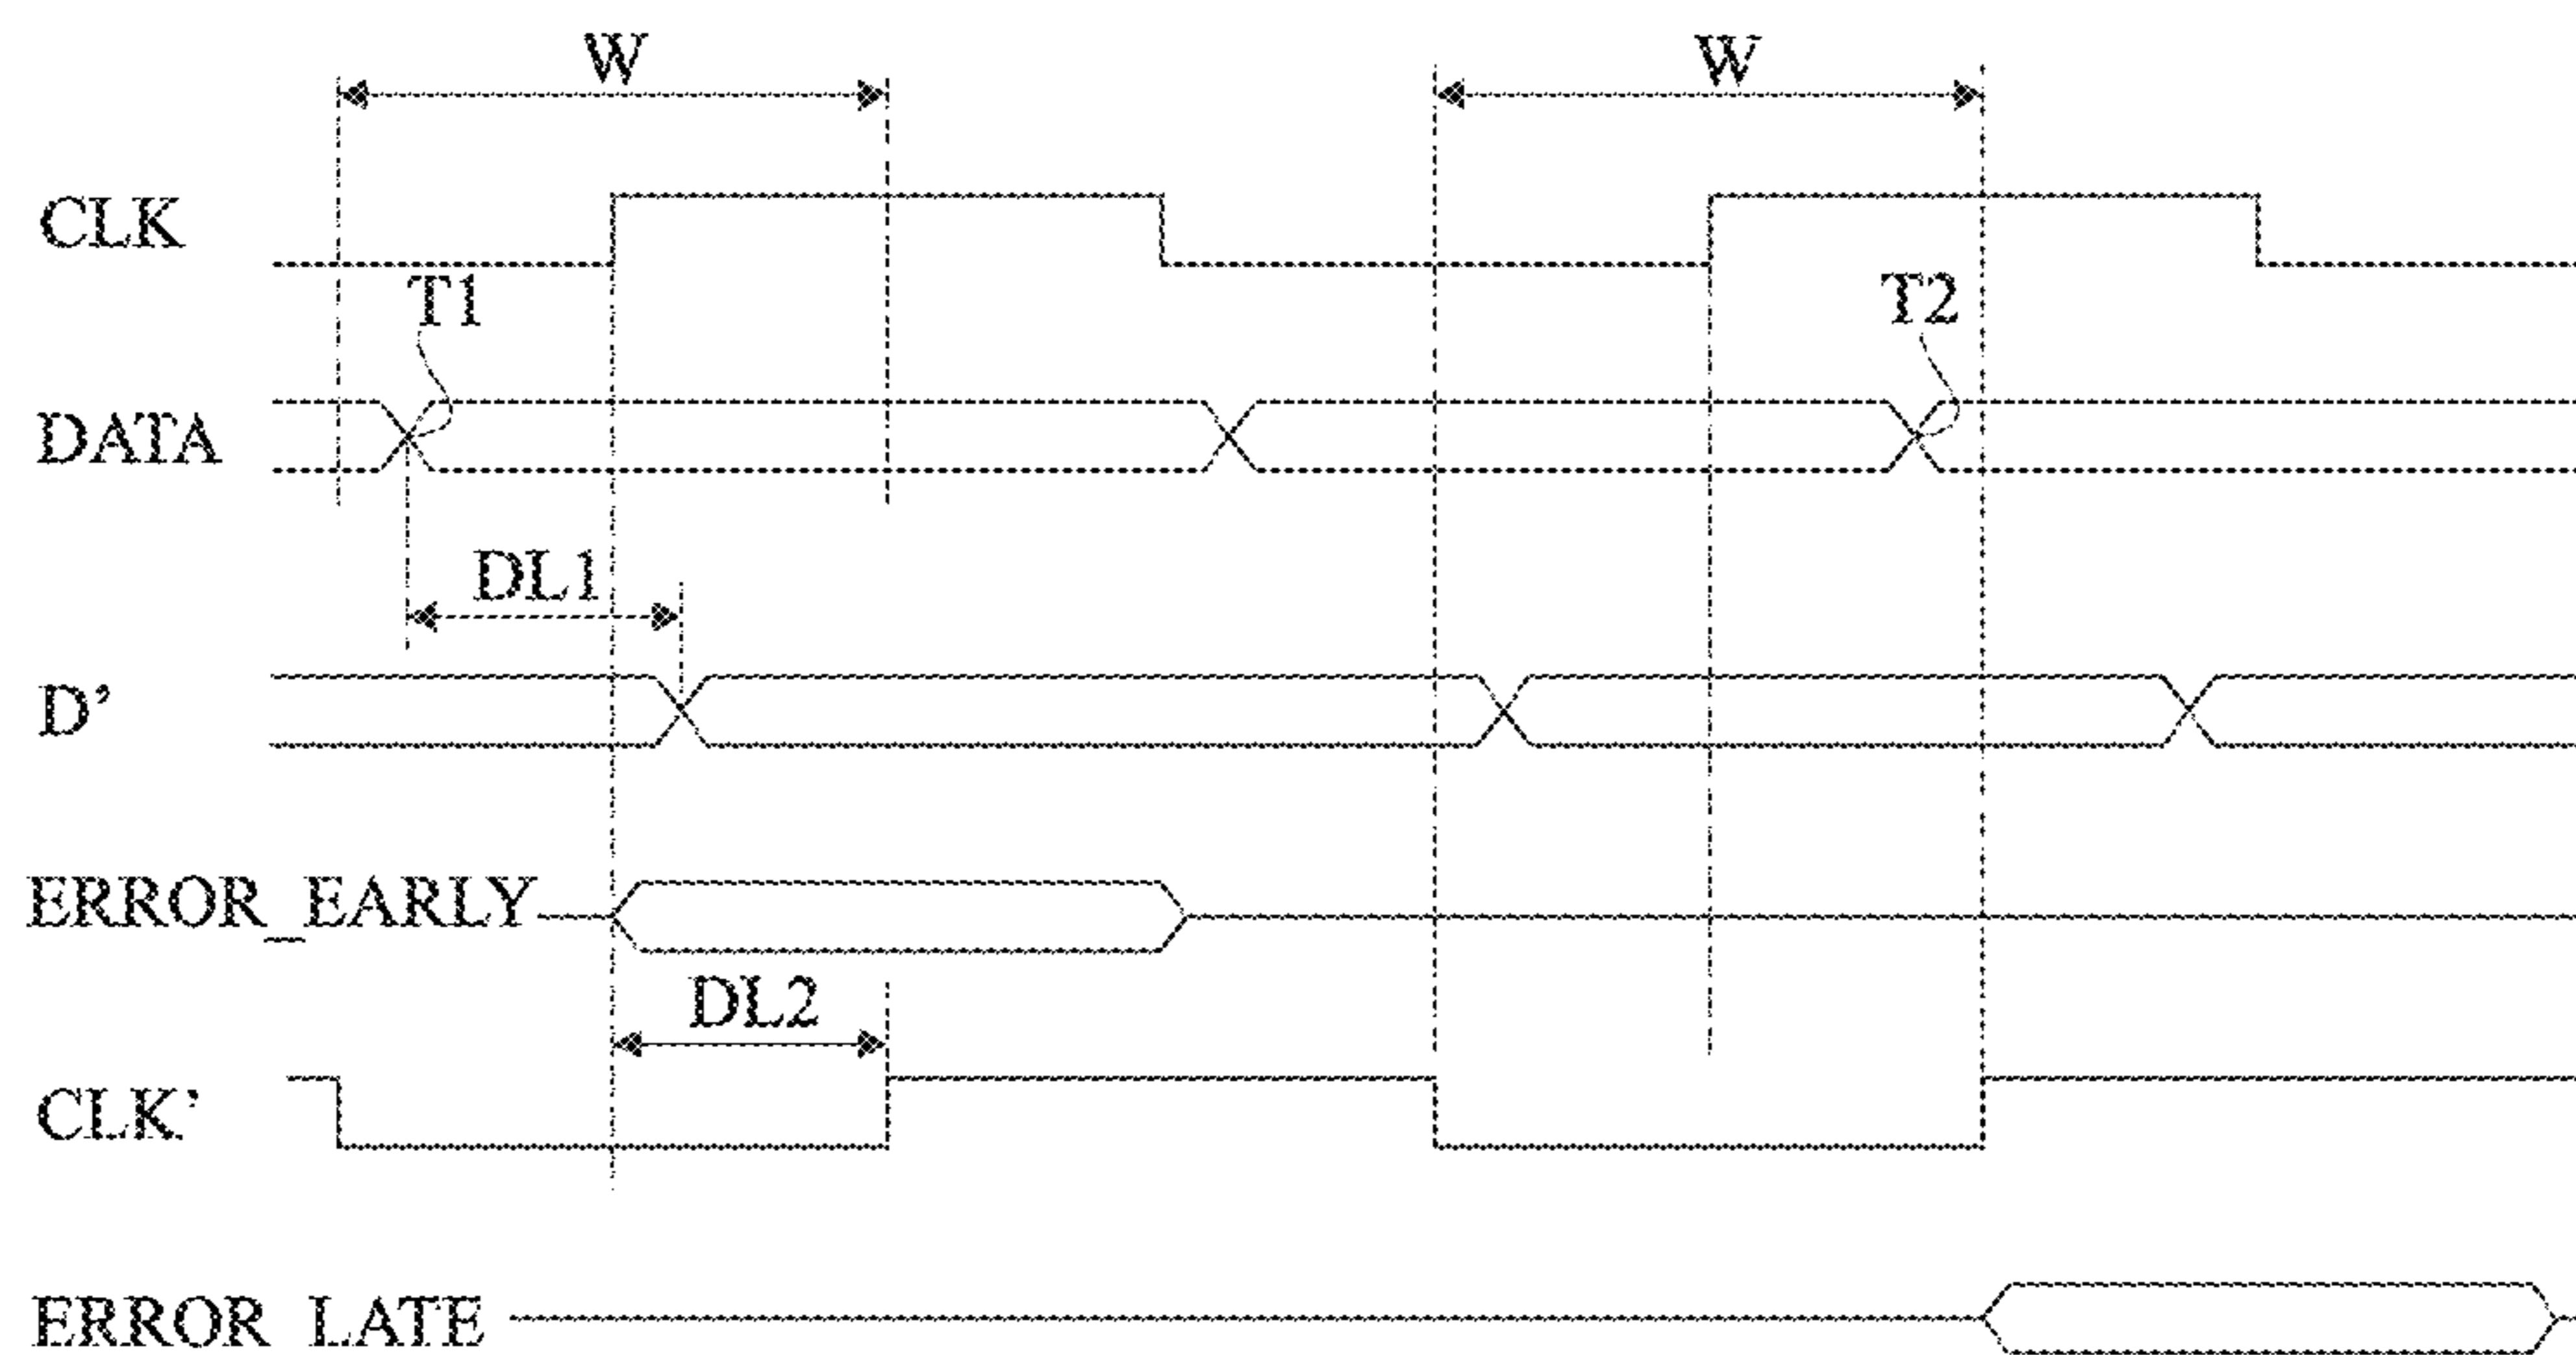 W W
CLK
T1 T2
DATA
DL1
D’
ERROR_EARLY
DL2
CLK’
ERROR_LATE